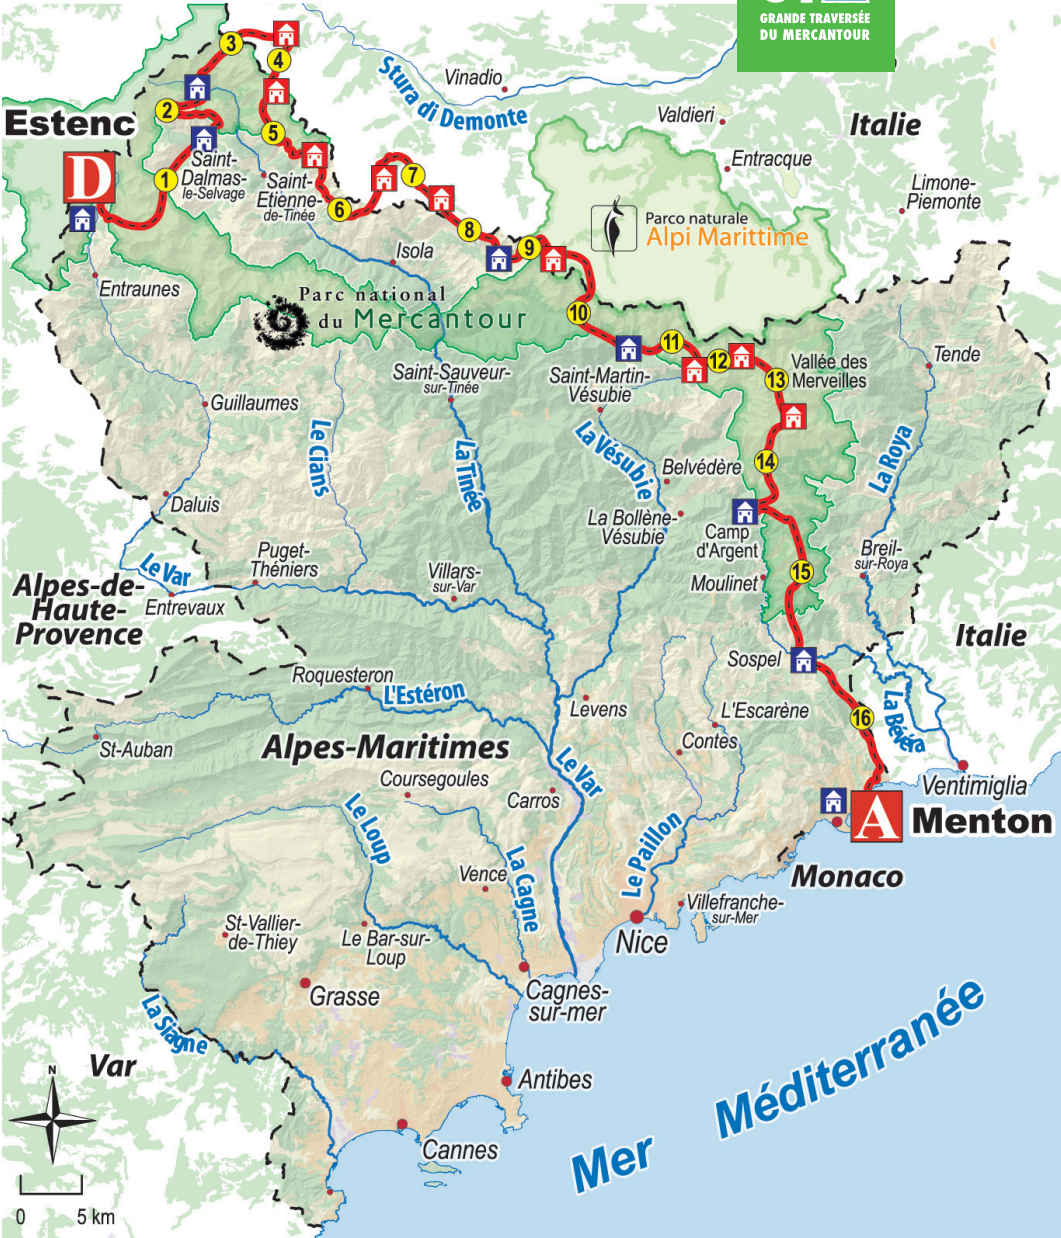 GRANDE TRAVERSÉE
DU MERCANTOUR
3
4
Stura di Demonte
Vinadio
Valdieri
Italie
2
Estenc
5
Entracque
D
1
Saint-
Dalmas-
le-Selvage
Saint-
Etienne-
de-Tinée
7
Limone-
Piemonte
6
8
Parco naturale
Alpi Marittime
9
Isola
Entraunes
Parc national
du Mercantour
10
11
12
13
Vallée des
Merveilles
Tende
Saint-Sauveur-
sur-Tinée
Saint-Martin-
Vésubie
Guillaumes
Le Cians
La Tinée
La Vésubie
La Roya
Belvédère
14
Daluis
La Bollène-
Vésubie
Camp
d'Argent
Le Var
Puget-
Théniers
Villars-
sur-Var
Moulinet
15
Breil-
sur-Roya
Alpes-de-
Haute-
Provence
Entrevaux
Italie
Sospel
Roquesteron
L'Estéron
Levens
L'Escarène
16
La Bévéra
St-Auban
Alpes-Maritimes
Contes
Coursegoules
Le Var
Carros
Ventimiglia
A
Menton
Le Loup
La Cagne
Le Paillon
Vence
Monaco
Villefranche-
sur-Mer
St-Vallier-
de-Thiey
Le Bar-sur-
Loup
Nice
Grasse
Cagnes-
sur-mer
La Siagne
Var
N
Antibes
Mer Méditerranée
Cannes
0 5 km